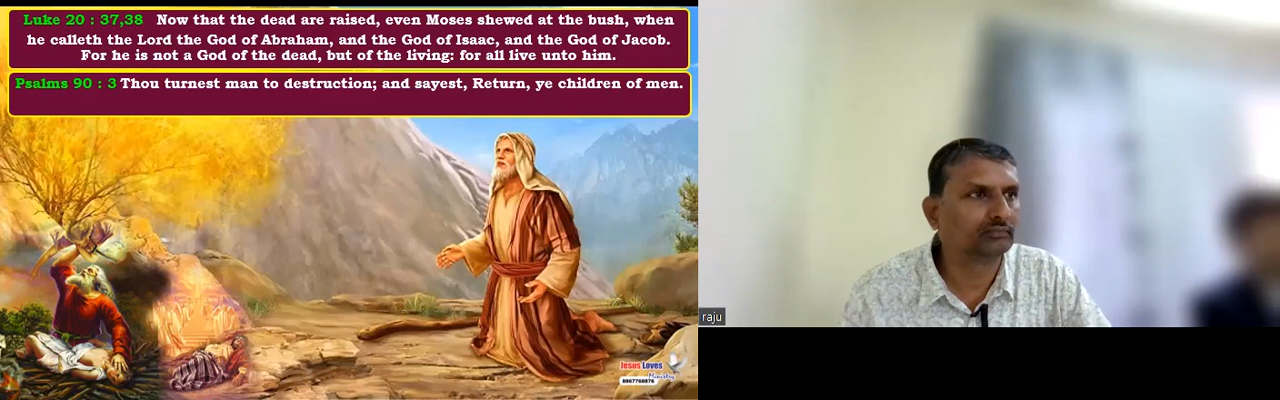 Luke 20 : 37,38 Now that the dead are raised, even Moses shewed at the bush, when
he calleth the Lord the God of Abraham, and the God of Isaac, and the God of Jacob.
For he is not a God of the dead, but of the living: for all live unto him.
Psalms 90 : 3 Thou turnest man to destruction; and sayest, Return, ye children of men.
raju
Jesus Loves
Ministries
8867768876